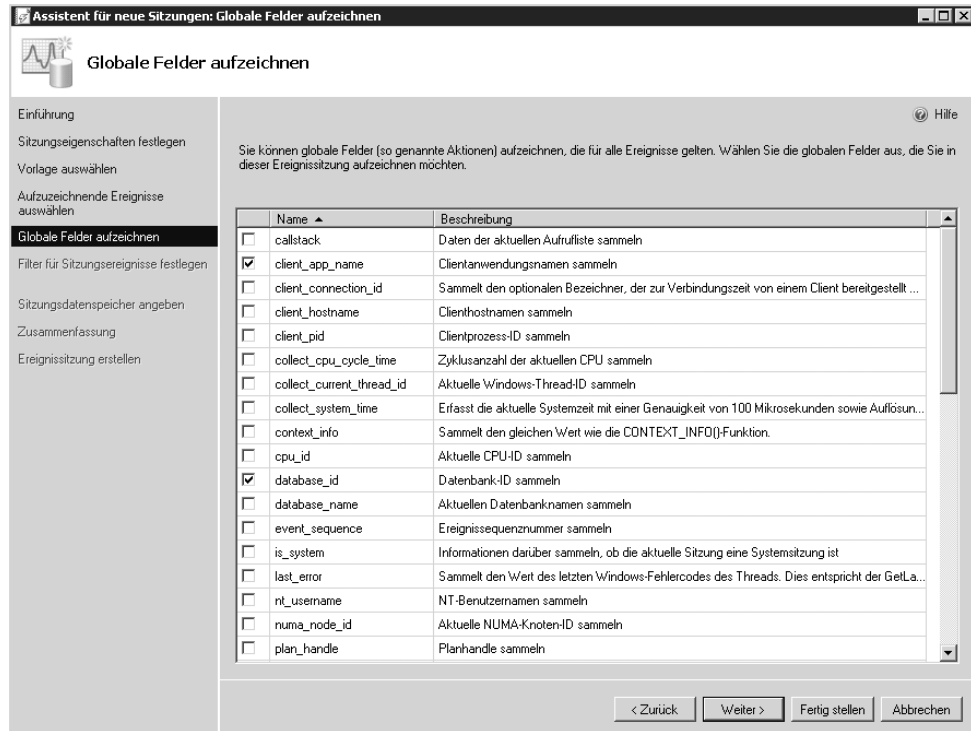 Assistent für neue Sitzungen: Globale Felder aufzeichnen
Globale Felder aufzeichnen
Einführung
Sitzungseigenschaften festlegen
Vorlage auswählen
Aufzuzeichnende Ereignisse
auswählen
Globale Felder aufzeichnen
Filter für Sitzungsereignisse festlegen
Sitzungsdatenspeicher angeben
Zusammenfassung
Ereignissitzung erstellen
Hilfe
Sie können globale Felder (so genannte Aktionen) aufzeichnen, die für alle Ereignisse gelten. Wählen Sie die globalen Felder aus, die Sie in
dieser Ereignissitzung aufzeichnen möchten.
Name Beschreibung
callstack Daten der aktuellen Aufrufliste sammeln
client_app_name Clientanwendungsnamen sammeln
client_connection_id Sammelt den optionalen Bezeichner, der zur Verbindungszeit von einem Client bereitgestellt ...
client_hostname Clienthostnamen sammeln
client_pid Clientprozess-ID sammeln
collect_cpu_cycle_time Zyklusanzahl der aktuellen CPU sammeln
collect_current_thread_id Aktuelle Windows-Thread-ID sammeln
collect_system_time Erfasst die aktuelle Systemzeit mit einer Genauigkeit von 100 Mikrosekunden sowie Auflösun...
context_info Sammelt den gleichen Wert wie die CONTEXT_INFO()-Funktion.
cpu_id Aktuelle CPU-ID sammeln
database_id Datenbank-ID sammeln
database_name Aktuellen Datenbanknamen sammeln
event_sequence Ereignissequenznummer sammeln
is_system Informationen darüber sammeln, ob die aktuelle Sitzung eine Systemsitzung ist
last_error Sammelt den Wert des letzten Windows-Fehlercodes des Threads. Dies entspricht der GetLa...
nt_username NT-Benutzernamen sammeln
numa_node_id Aktuelle NUMA-Knoten-ID sammeln
plan_handle Planhandle sammeln
< Zurück Weiter > Fertig stellen Abbrechen